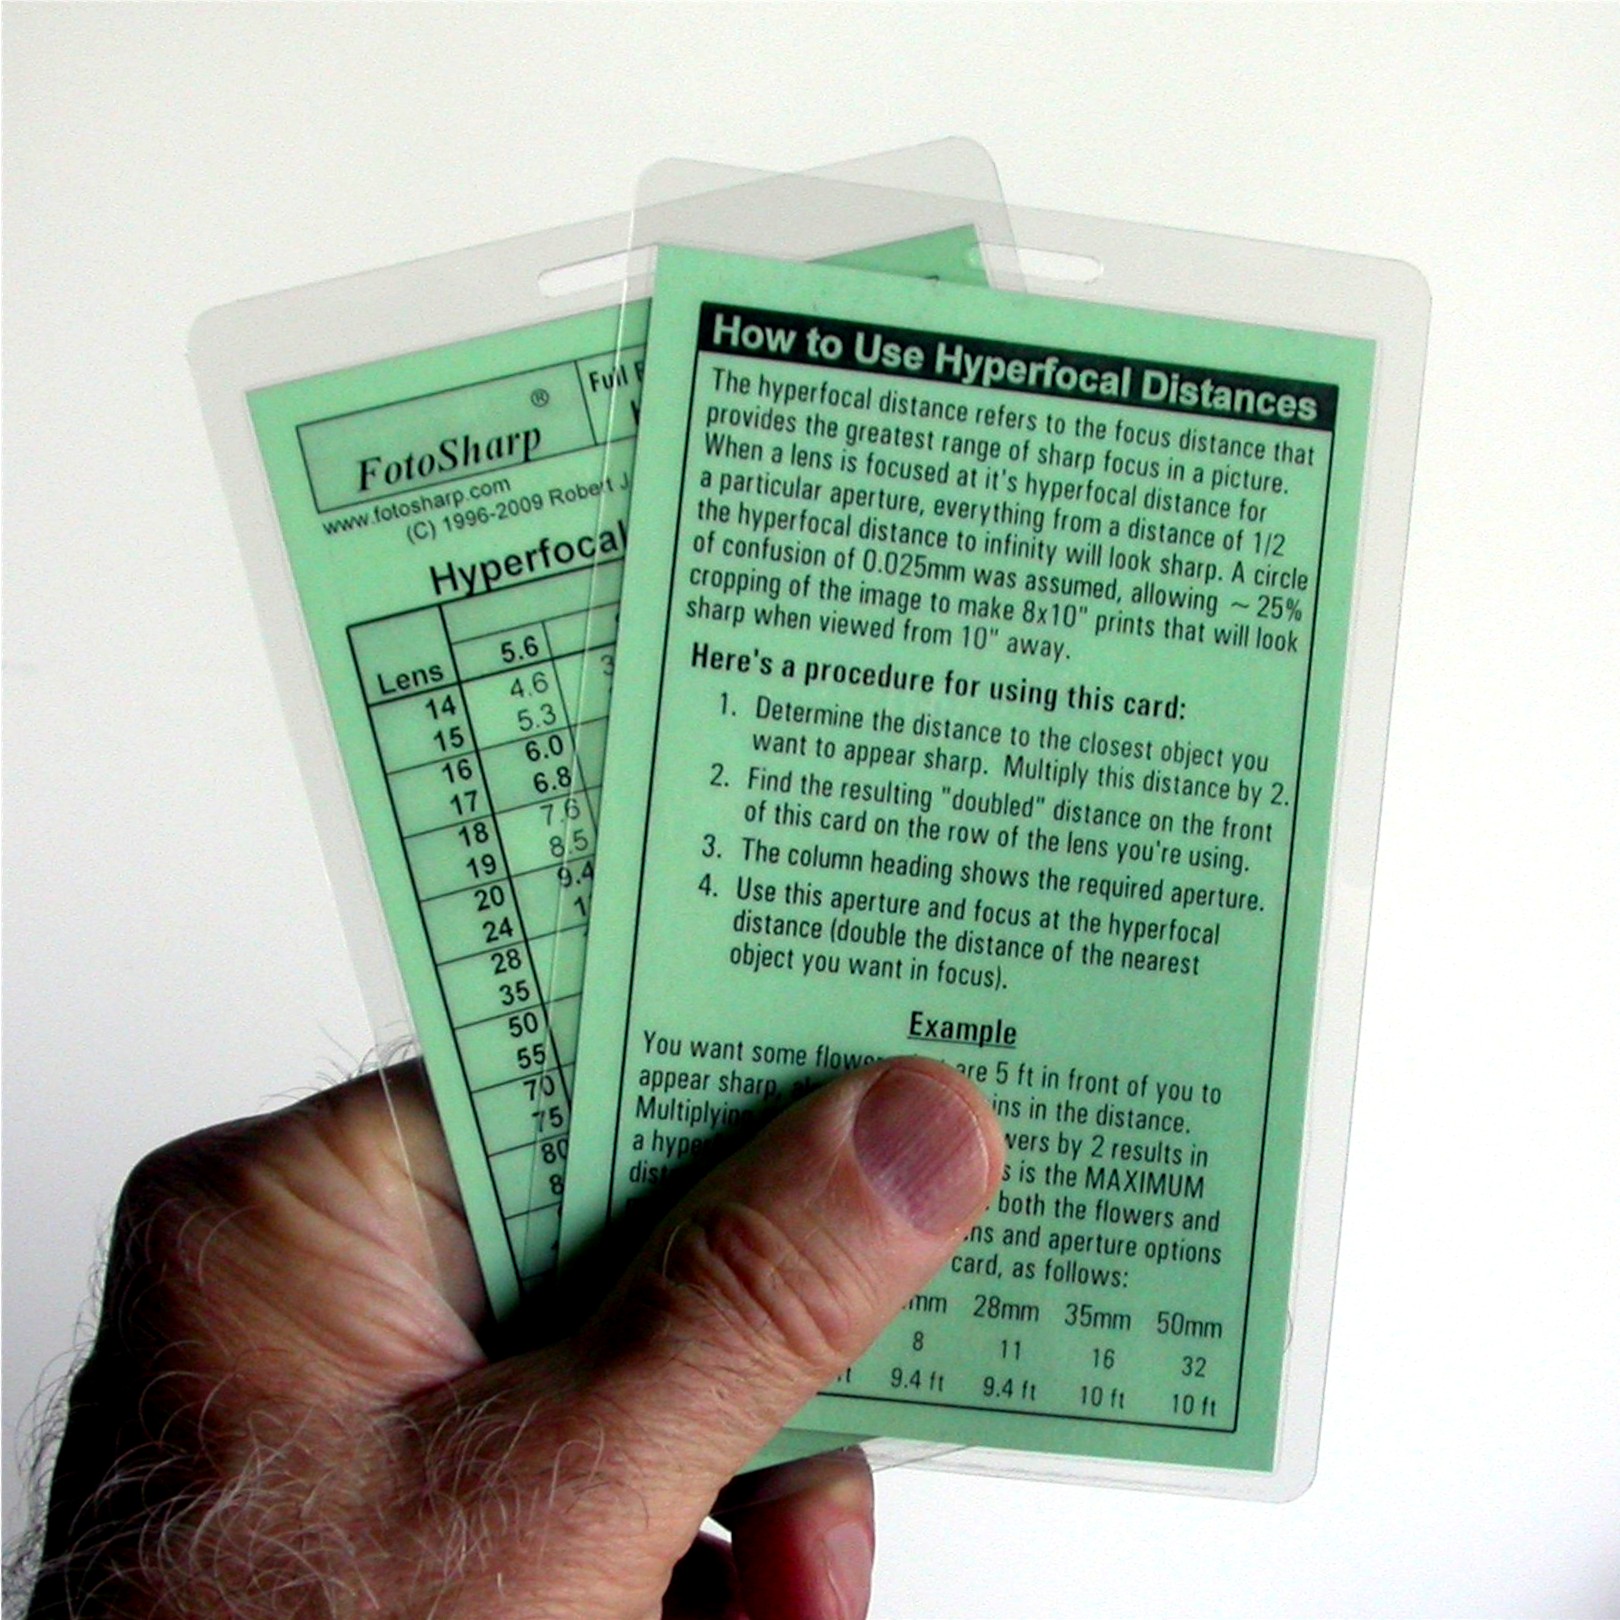 FotoSharp ®
Full
www.fotosharp.com
(C) 1996-2009 Robert J.
Hyperfocal
5.6
Lens
14 4.6
15 5.3
16 6.0
17 6.8
18 7.6
19 8.5
20 9.4
24
28
35
50
55
70
75
80
How to Use Hyperfocal Distances
The hyperfocal distance refers to the focus distance that
provides the greatest range of sharp focus in a picture.
When a lens is focused at it's hyperfocal distance for
a particular aperture, everything from a distance of 1/2
the hyperfocal distance to infinity will look sharp. A circle
of confusion of 0.025mm was assumed, allowing ~ 25%
cropping of the image to make 8x10" prints that will look
sharp when viewed from 10" away.
Here's a procedure for using this card:
1. Determine the distance to the closest object you
want to appear sharp. Multiply this distance by 2.
2. Find the resulting "doubled" distance on the front
of this card on the row of the lens you're using.
3. The column heading shows the required aperture.
4. Use this aperture and focus at the hyperfocal
distance (double the distance of the nearest
object you want in focus).
Example
You want some are 5 ft in front of you to
appear sharp, in the distance.
by 2 results in
a is the MAXIMUM
both the flowers and
and aperture options
card, as follows:
mm 28mm 35mm 50mm
8 11 16 32
9.4 ft 9.4 ft 10 ft 10 ft